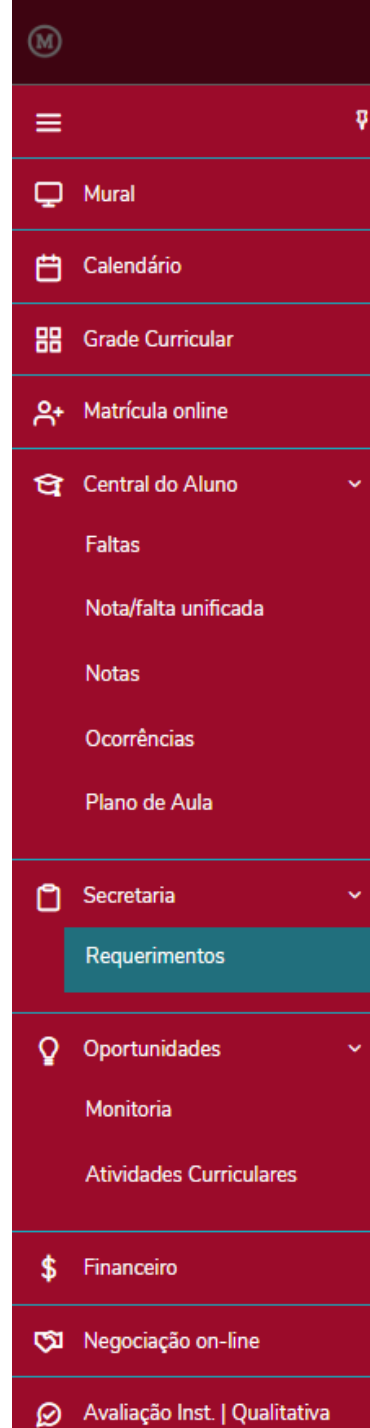 M
Mural
Calendário
Grade Curricular
Matrícula online
Central do Aluno
Faltas
Nota/falta unificada
Notas
Ocorrências
Plano de Aula
Secretaria
Requerimentos
Oportunidades
Monitoria
Atividades Curriculares
$ Financeiro
Negociação on-line
Avaliação Inst. | Qualitativa